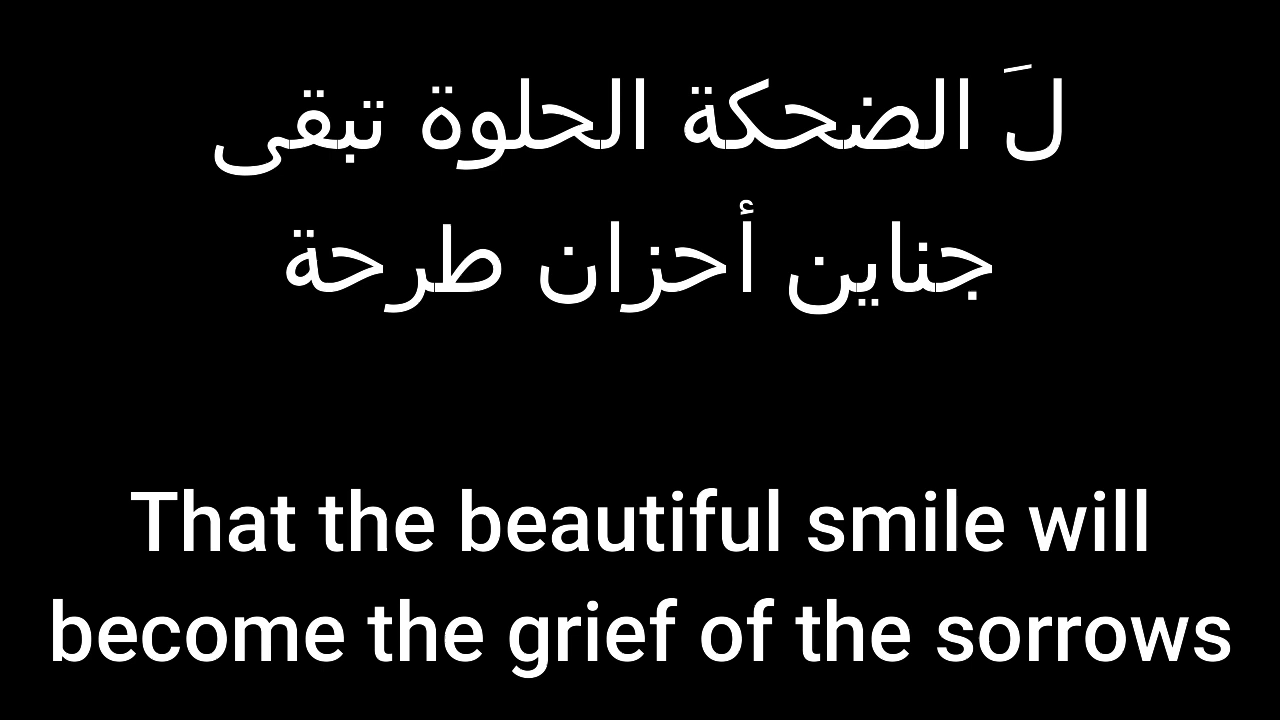 لَ الضحكة الحلوة تبقى
جناين أحزان طرحة
That the beautiful smile will
become the grief of the sorrows